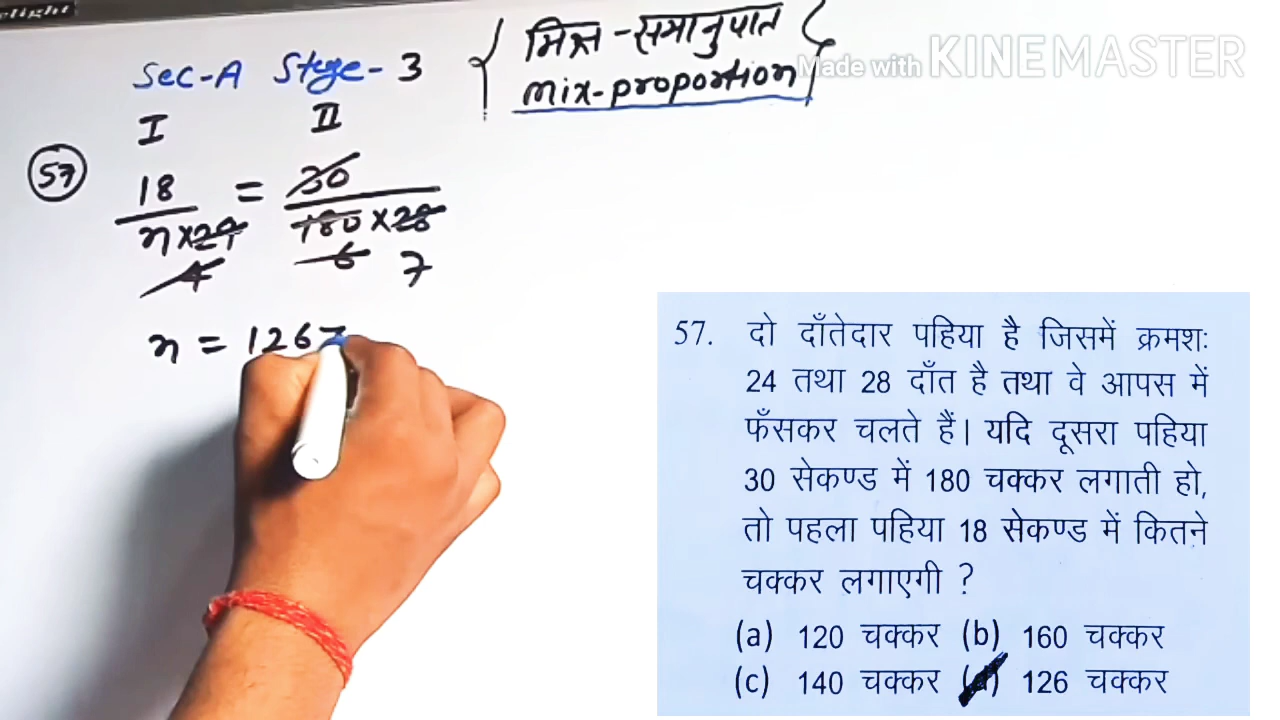 elight
Made with KINEMASTER
Sec-A Stege-3
मिश्र-समानुपात
mix-proportion
I II
57
18 = 30
n×24 180×28
4 6 7
n = 126
57. दो दाँतेदार पहिया है जिसमें क्रमशः
24 तथा 28 दाँत है तथा वे आपस में
फँसकर चलते हैं। यदि दूसरा पहिया
30 सेकण्ड में 180 चक्कर लगाती हो,
तो पहला पहिया 18 सेकण्ड में कितने
चक्कर लगाएगी ?
(a) 120 चक्कर (b) 160 चक्कर
(c) 140 चक्कर (d) 126 चक्कर